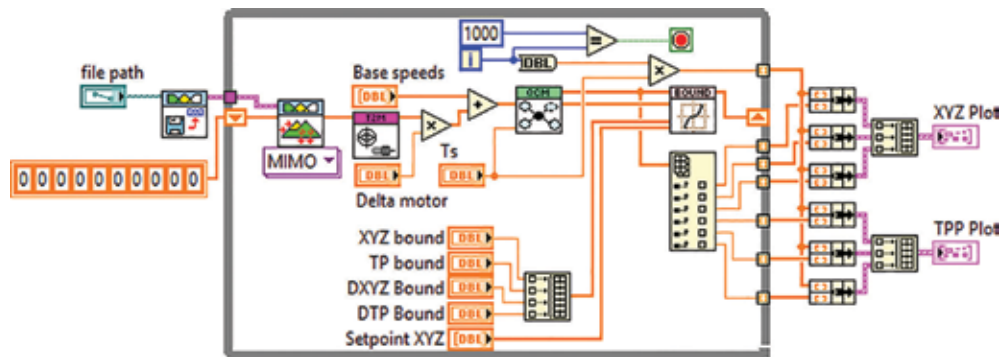 file path
0 0 0 0 0 0 0 0 0 0
MIMO
Base speeds
[DBL]
T2M
DBL
Delta motor
Ts
DBL
1000
i
DBL
=
×
×
+
BOUND
XYZ bound
DBL
TP bound
DBL
DXYZ Bound
DBL
DTP Bound
DBL
Setpoint XYZ
[DBL]
XYZ Plot
TPP Plot